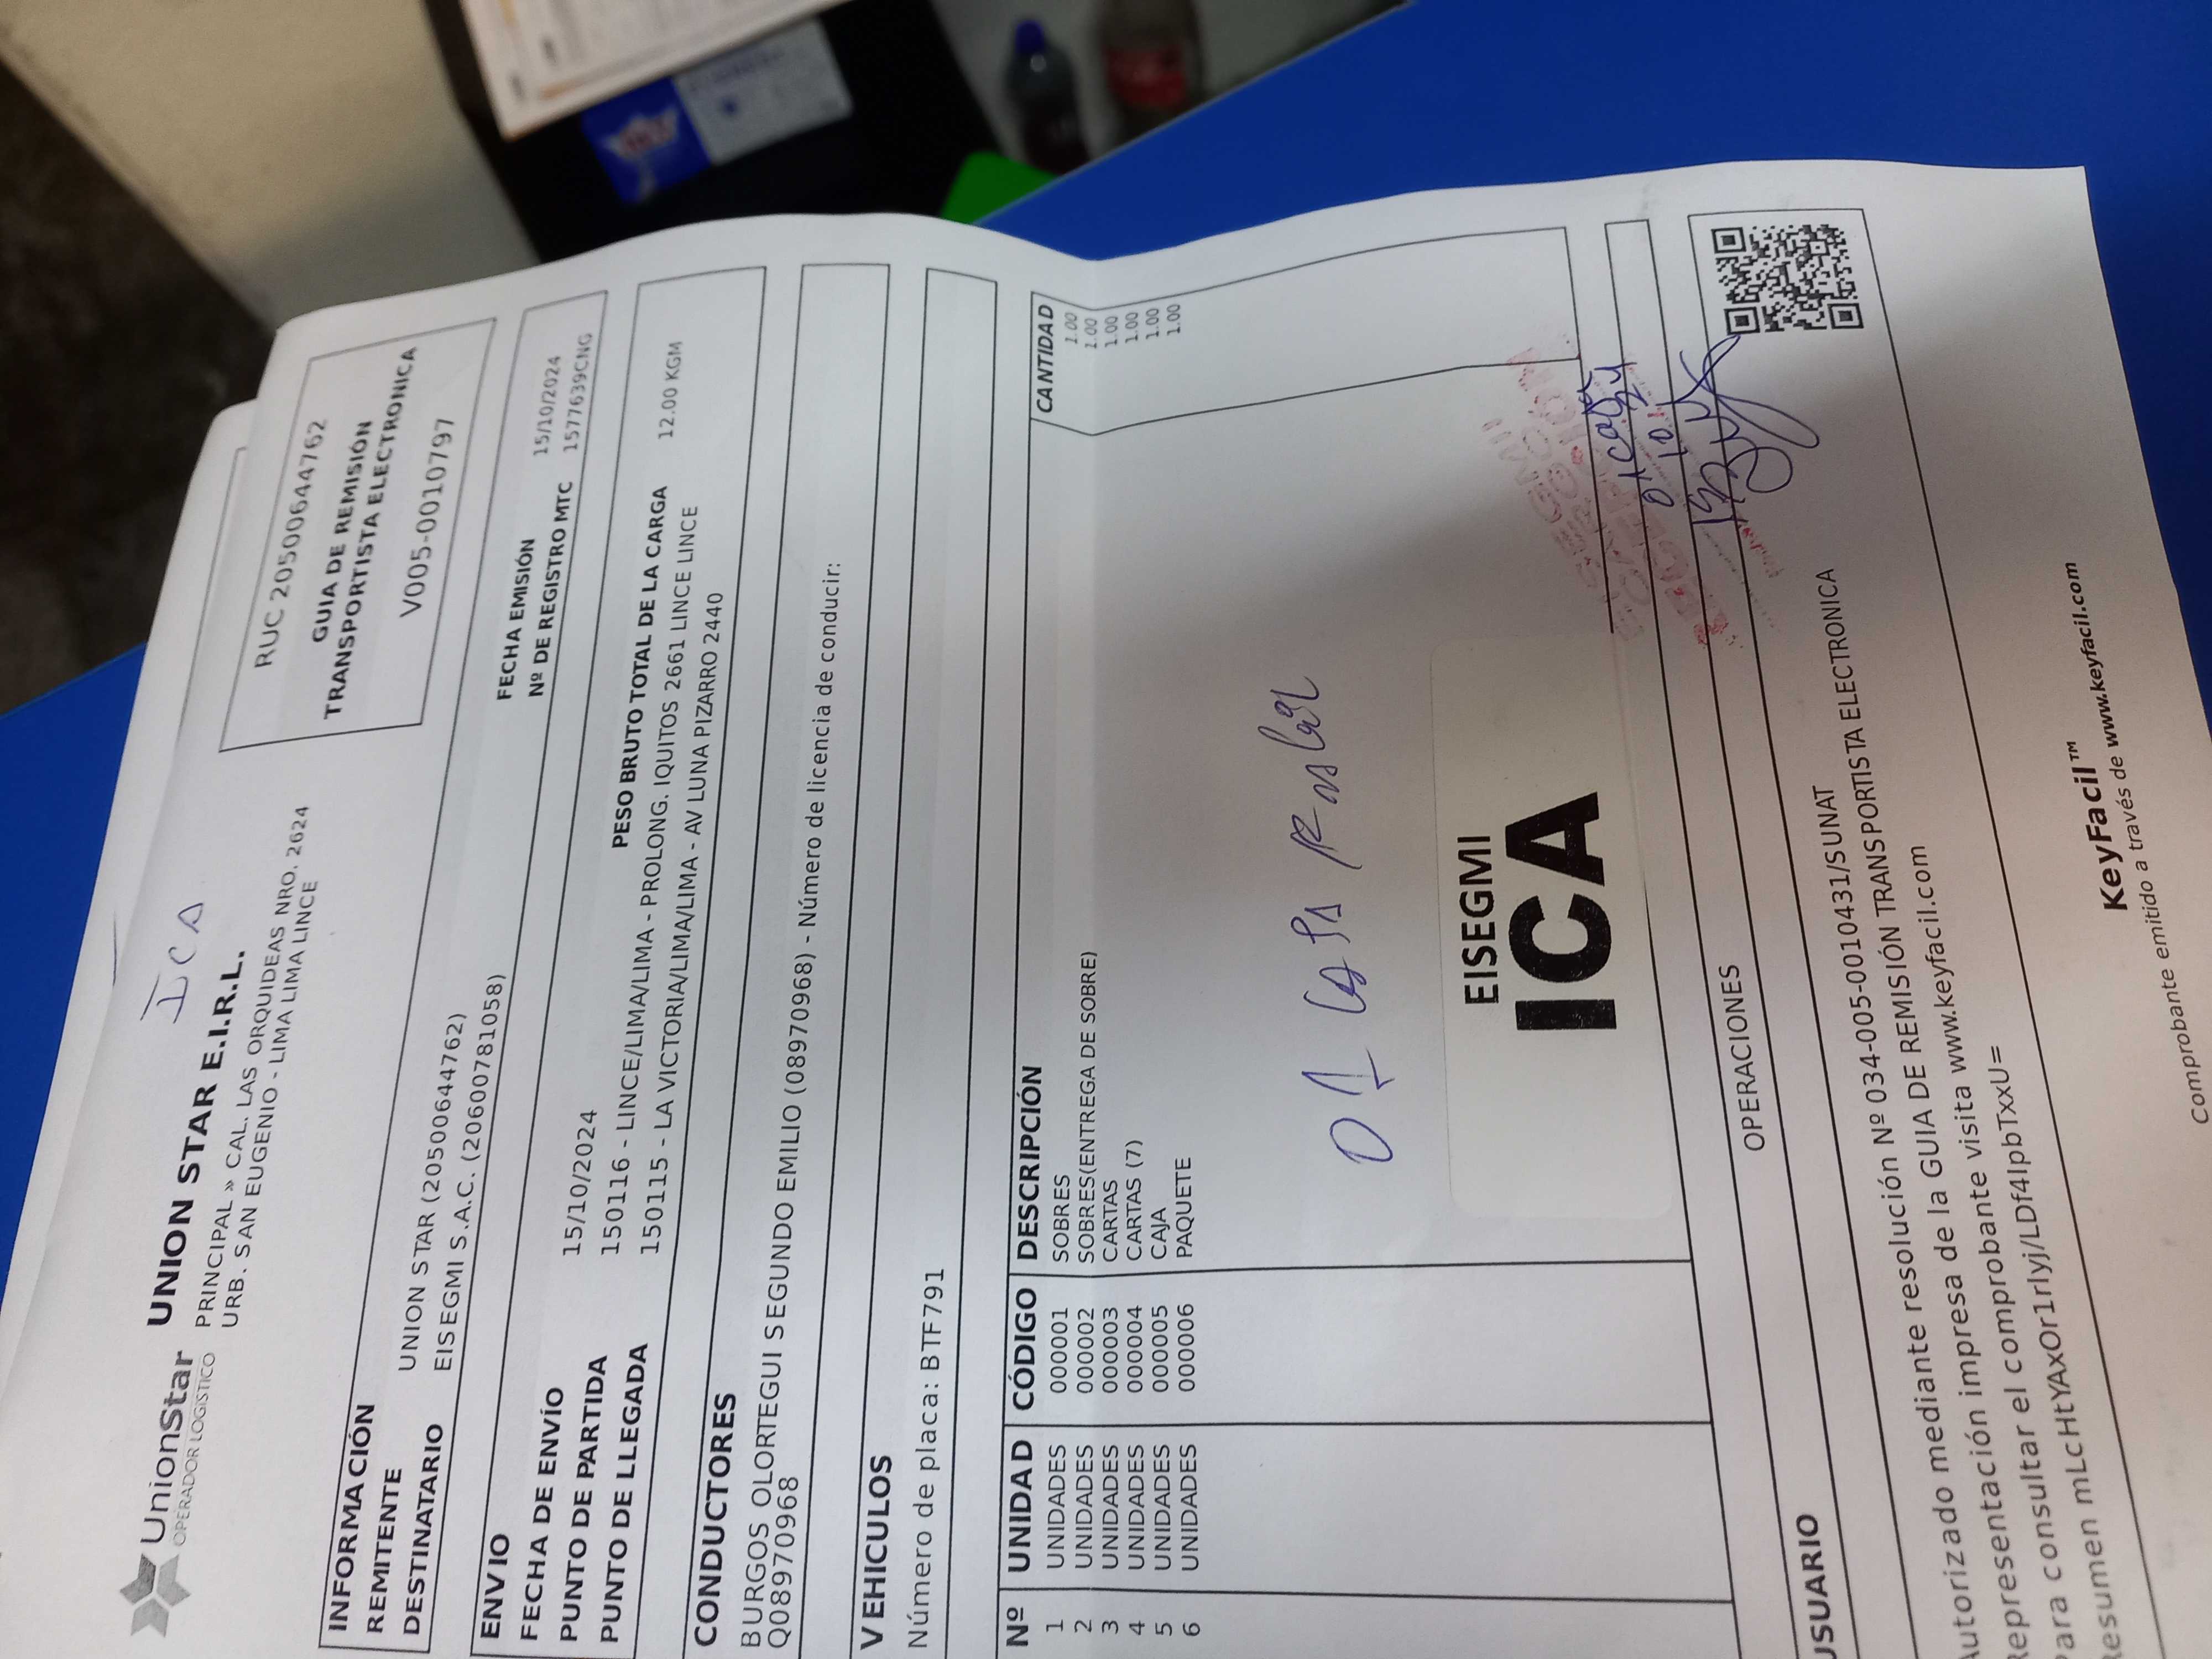 ICA
UnionStar
OPERADOR LOGISTICO
UNION STAR E.I.R.L.
PRINCIPAL » CAL. LAS ORQUIDEAS NRO. 2624
URB. SAN EUGENIO - LIMA LIMA LINCE
RUC 20500644762
GUIA DE REMISIÓN
TRANSPORTISTA ELECTRONICA
V005-0010797
INFORMACIÓN
REMITENTE UNION STAR (20500644762)
DESTINATARIO EISEGMI S.A.C. (20600781058)
FECHA EMISIÓN 15/10/2024
Nº DE REGISTRO MTC 1577639CNG
ENVIO
FECHA DE ENVÍO 15/10/2024
PESO BRUTO TOTAL DE LA CARGA 12.00 KGM
PUNTO DE PARTIDA 150116 - LINCE/LIMA/LIMA - PROLONG. IQUITOS 2661 LINCE LINCE
PUNTO DE LLEGADA 150115 - LA VICTORIA/LIMA/LIMA - AV LUNA PIZARRO 2440
CONDUCTORES
BURGOS OLORTEGUI SEGUNDO EMILIO (08970968) - Número de licencia de conducir:
Q08970968
VEHICULOS
Número de placa: BTF791
Nº UNIDAD CÓDIGO DESCRIPCIÓN CANTIDAD
1 UNIDADES 000001 SOBRES 1.00
2 UNIDADES 000002 SOBRES(ENTREGA DE SOBRE) 1.00
3 UNIDADES 000003 CARTAS 1.00
4 UNIDADES 000004 CARTAS (7) 1.00
5 UNIDADES 000005 CAJA 1.00
6 UNIDADES 000006 PAQUETE 1.00
01
EISEGMI
ICA
USUARIO OPERACIONES
Autorizado mediante resolución Nº 034-005-0010431/SUNAT
Representación impresa de la GUIA DE REMISIÓN TRANSPORTISTA ELECTRONICA
Para consultar el comprobante visita www.keyfacil.com
Resumen mLcHtYAxOr1rIyj/LDf4IpbTxxU=
KeyFacil™
Comprobante emitido a través de www.keyfacil.com